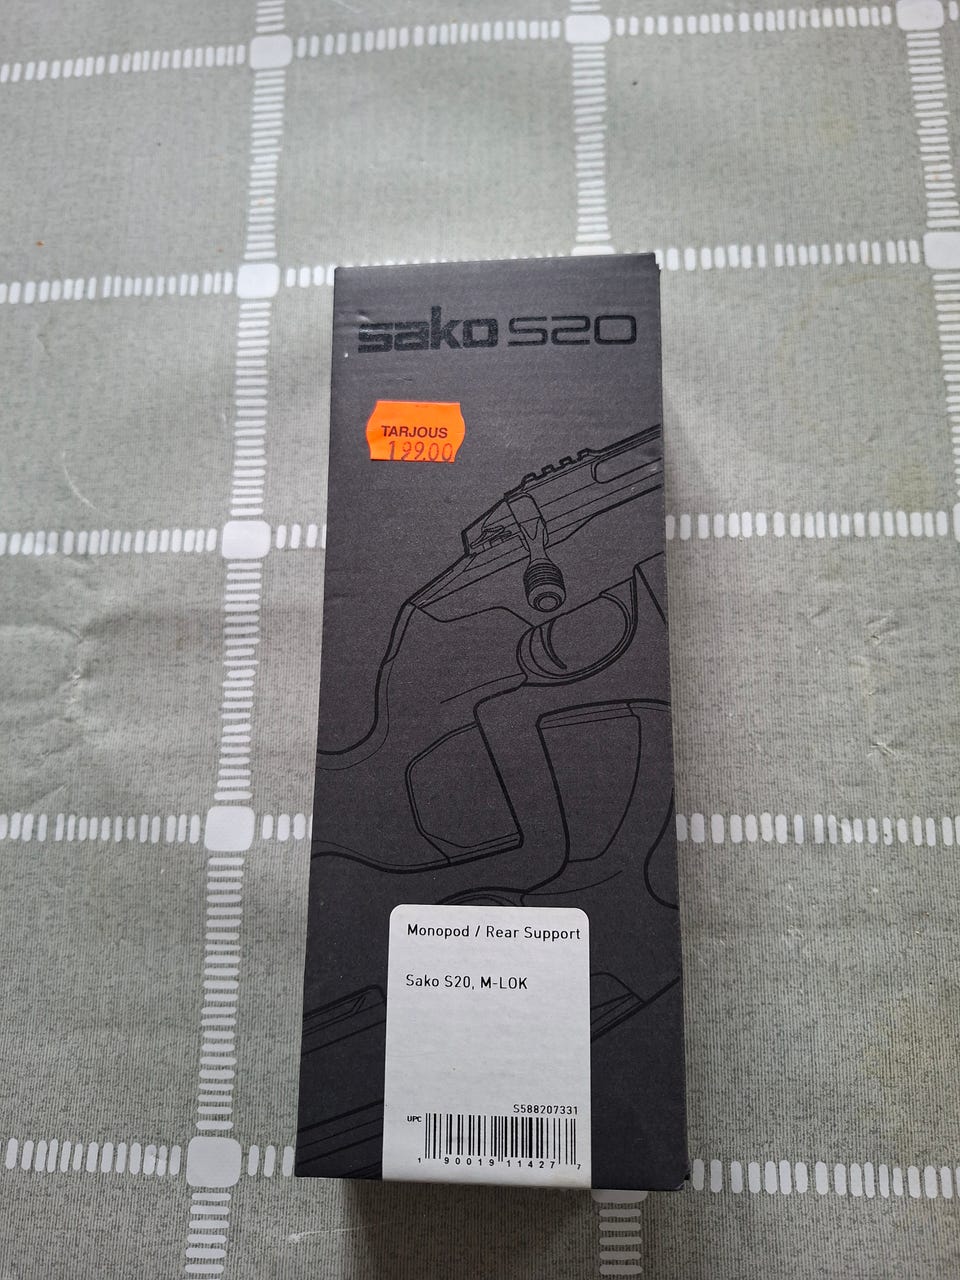 sako S20
TARJOUS
199.00
Monopod / Rear Support
Sako S20, M-LOK
S588207331
UPC
1 90019 11427 7